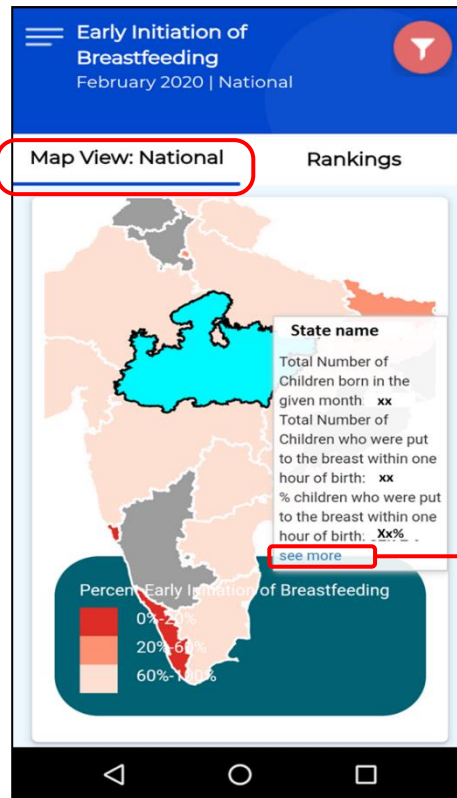 Early Initiation of
Breastfeeding
February 2020 | National
Map View: National
Rankings
State name
Total Number of
Children born in the
given month: xx
Total Number of
Children who were put
to the breast within one
hour of birth: xx
% children who were put
to the breast within one
hour of birth: Xx%
see more
Percent Early Initiation of Breastfeeding
0%-20%
20%-60%
60%-100%